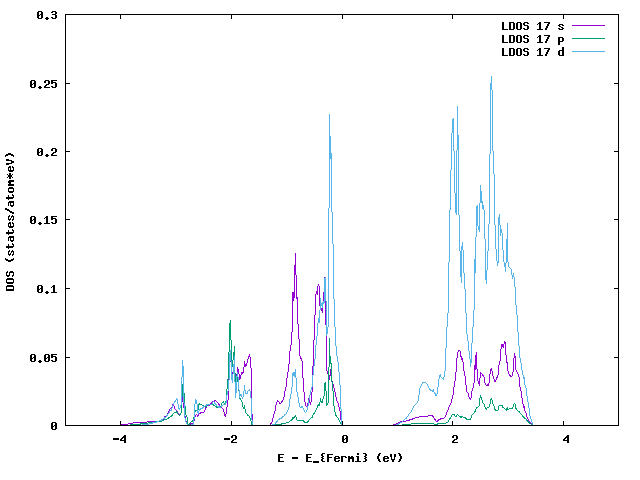 0.3
LDOS 17 s
LDOS 17 p
LDOS 17 d
0.25
0.2
0.15
0.1
0.05
0
DOS (states/atom*eV)
-4 -2 0 2 4
E - E_{Fermi} (eV)